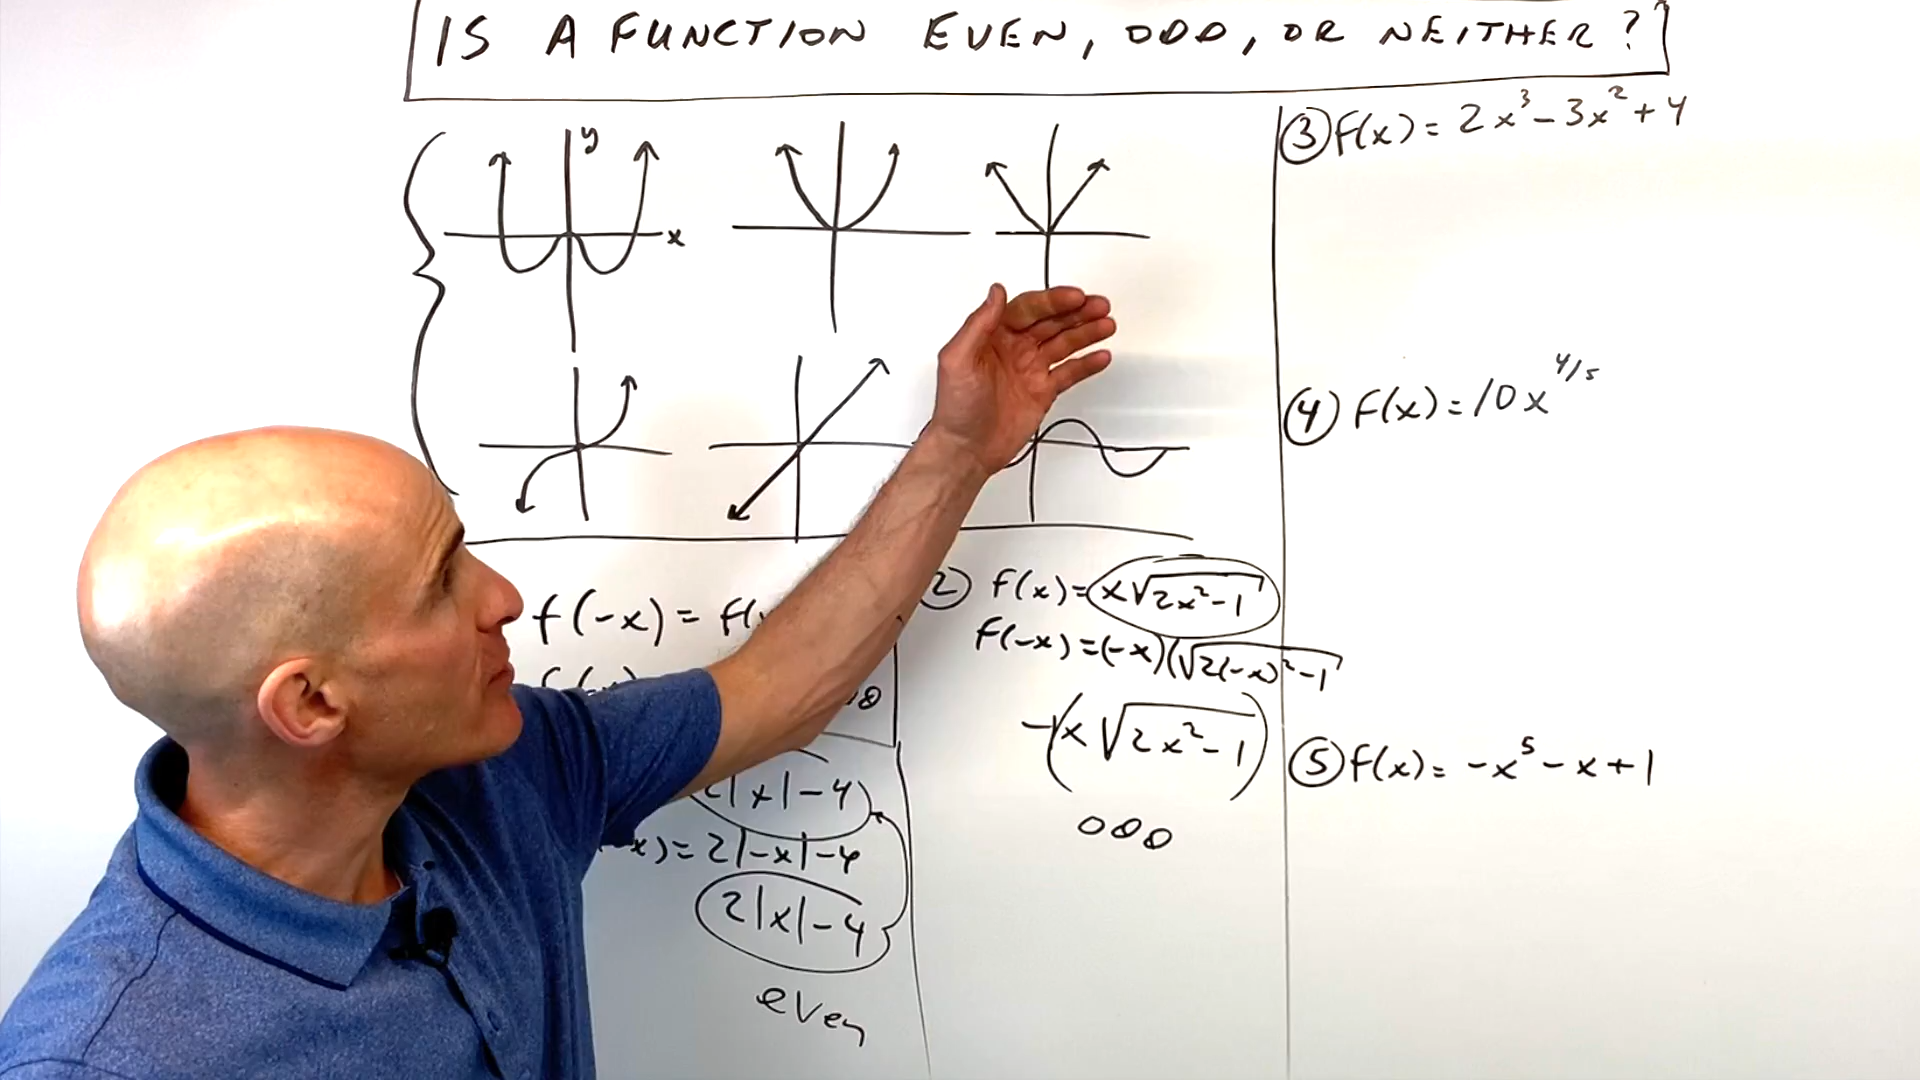 IS A FUNCTION EVEN, ODD, OR NEITHER?
y
x
f(-x) = f(
2|x|-4
x) = 2|-x|-4
2|x|-4
even
② f(x) = x√2x²-1
f(-x) = (-x)(√2(-x)²-1
-(x√2x²-1)
ODD
③ f(x) = 2x³-3x²+4
④ f(x) = 10x^4/5
⑤ f(x) = -x⁵-x+1